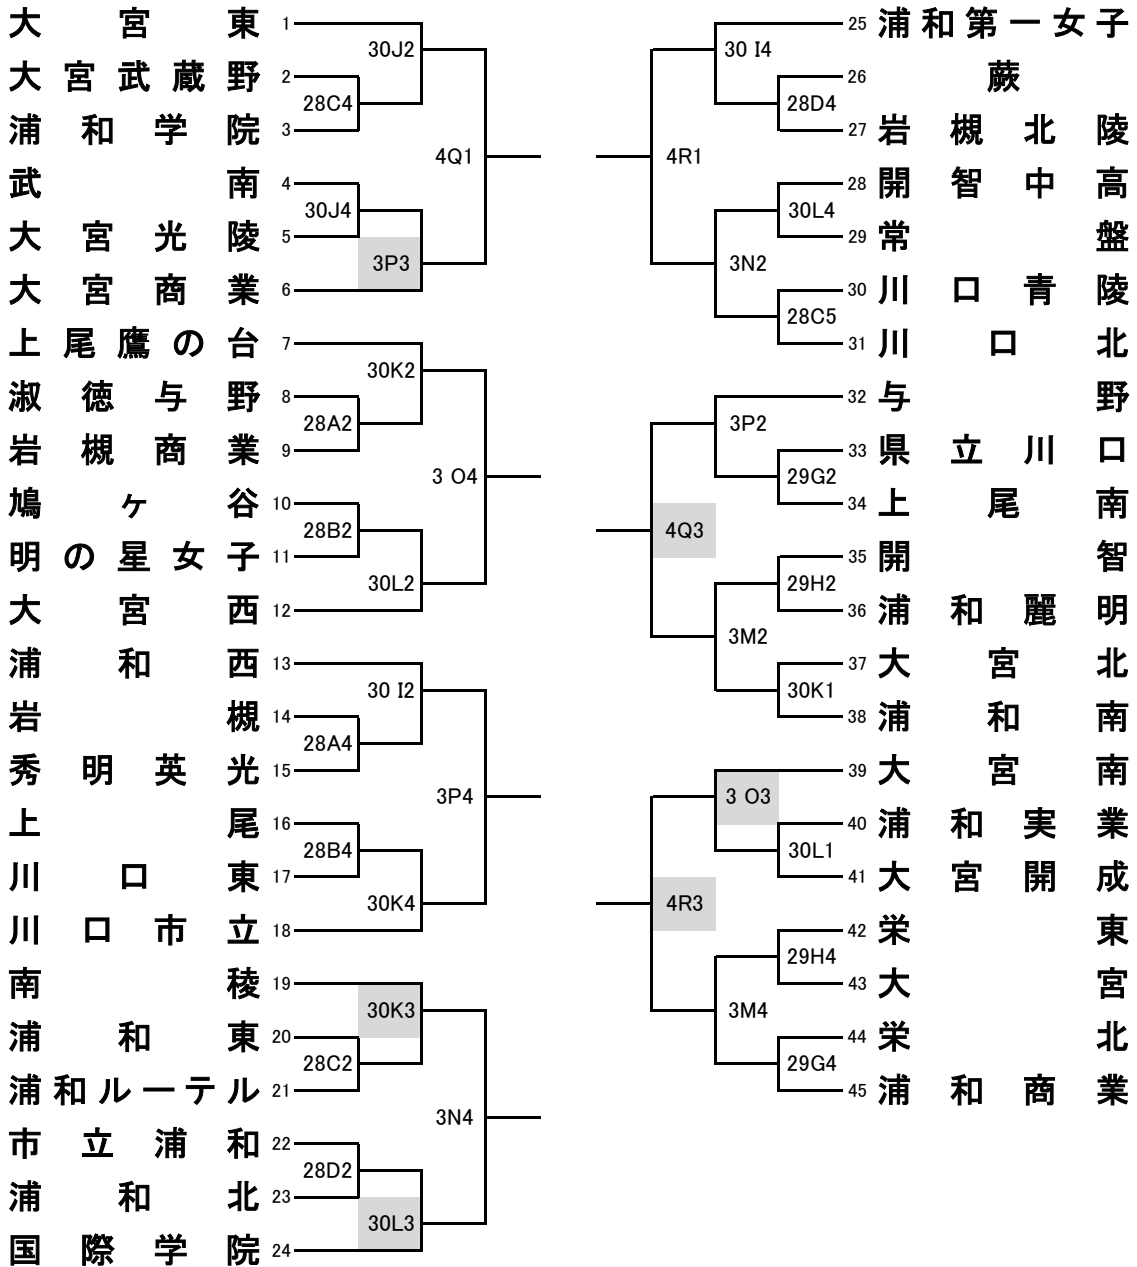 大宮東 1
30J2
大宮武蔵野 2
28C4
浦和学院 3
4Q1
武南 4
30J4
大宮光陵 5
3P3
大宮商業 6
上尾鷹の台 7
30K2
淑徳与野 8
28A2
岩槻商業 9
3 O4
鳩ヶ谷 10
28B2
明の星女子 11
30L2
大宮西 12
浦和西 13
30 I2
岩槻 14
28A4
秀明英光 15
3P4
上尾 16
28B4
川口東 17
30K4
川口市立 18
南稜 19
30K3
浦和東 20
28C2
浦和ルーテル 21
3N4
市立浦和 22
28D2
浦和北 23
30L3
国際学院 24
25 浦和第一女子
30 I4
26 蕨
28D4
27 岩槻北陵
4R1
28 開智中高
30L4
29 常盤
3N2
30 川口青陵
28C5
31 川口北
32 与野
3P2
33 県立川口
29G2
34 上尾南
4Q3
35 開智
29H2
36 浦和麗明
3M2
37 大宮北
30K1
38 浦和南
39 大宮南
3 O3
40 浦和実業
30L1
41 大宮開成
4R3
42 栄東
29H4
43 大宮
3M4
44 栄北
29G4
45 浦和商業